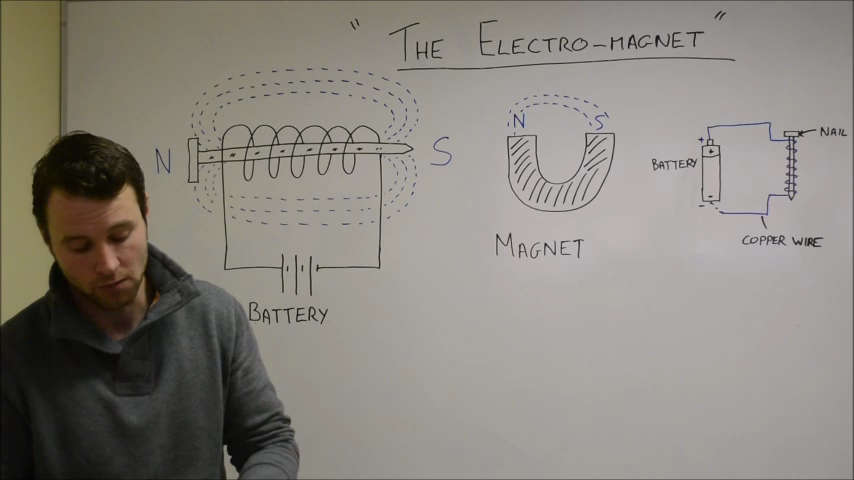 "THE ELECTRO-MAGNET"
N
S
BATTERY
N
S
MAGNET
+
+
-
-
BATTERY
NAIL
COPPER WIRE